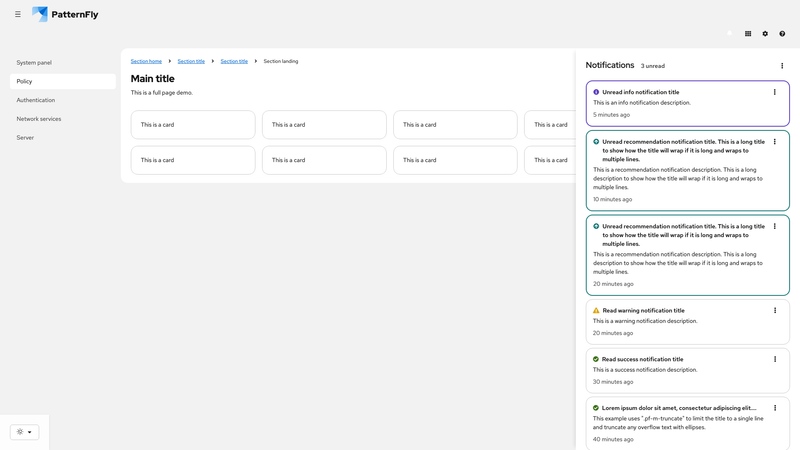 PatternFly
System panel
Policy
Authentication
Network services
Server
Section home
Section title
Section title
Section landing
Main title
This is a full page demo.
This is a card
This is a card
This is a card
This is a card
This is a card
This is a card
This is a card
This is a card
Notifications
3 unread
Unread info notification title
This is an info notification description.
5 minutes ago
Unread recommendation notification title. This is a long title
to show how the title will wrap if it is long and wraps to
multiple lines.
This is a recommendation notification description. This is a long
description to show how the title will wrap if it is long and wraps to
multiple lines.
10 minutes ago
Unread recommendation notification title. This is a long title
to show how the title will wrap if it is long and wraps to
multiple lines.
This is a recommendation notification description. This is a long
description to show how the title will wrap if it is long and wraps to
multiple lines.
20 minutes ago
Read warning notification title
This is a warning notification description.
20 minutes ago
Read success notification title
This is a success notification description.
30 minutes ago
Lorem ipsum dolor sit amet, consectetur adipiscing elit....
This example uses ".pf-m-truncate" to limit the title to a single line
and truncate any overflow text with ellipses.
40 minutes ago